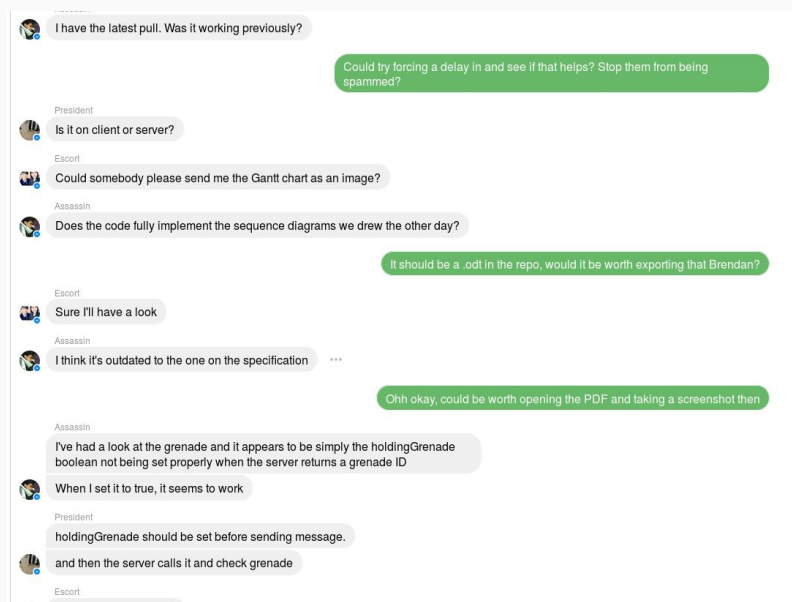 Assassin
I have the latest pull. Was it working previously?
Could try forcing a delay in and see if that helps? Stop them from being
spammed?
President
Is it on client or server?
Escort
Could somebody please send me the Gantt chart as an image?
Assassin
Does the code fully implement the sequence diagrams we drew the other day?
It should be a .odt in the repo, would it be worth exporting that Brendan?
Escort
Sure I'll have a look
Assassin
I think it's outdated to the one on the specification
Ohh okay, could be worth opening the PDF and taking a screenshot then
Assassin
I've had a look at the grenade and it appears to be simply the holdingGrenade
boolean not being set properly when the server returns a grenade ID
When I set it to true, it seems to work
President
holdingGrenade should be set before sending message.
and then the server calls it and check grenade
Escort